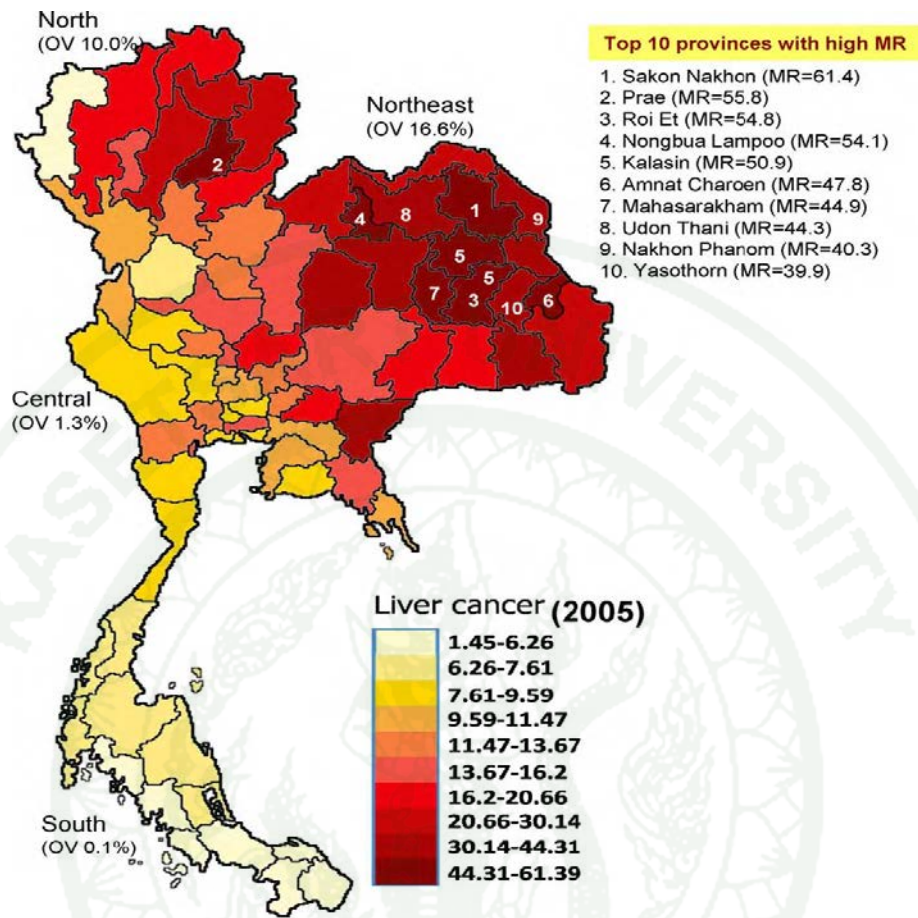 North
(OV 10.0%)
Top 10 provinces with high MR
1. Sakon Nakhon (MR=61.4)
2. Prae (MR=55.8)
3. Roi Et (MR=54.8)
4. Nongbua Lampoo (MR=54.1)
5. Kalasin (MR=50.9)
6. Amnat Charoen (MR=47.8)
7. Mahasarakham (MR=44.9)
8. Udon Thani (MR=44.3)
9. Nakhon Phanom (MR=40.3)
10. Yasothorn (MR=39.9)
Northeast
(OV 16.6%)
2
4
8
1
9
5
5
7
3
10
6
Central
(OV 1.3%)
KASETSART UNIVERSITY
Liver cancer (2005)
1.45-6.26
6.26-7.61
7.61-9.59
9.59-11.47
11.47-13.67
13.67-16.2
16.2-20.66
20.66-30.14
30.14-44.31
44.31-61.39
South
(OV 0.1%)